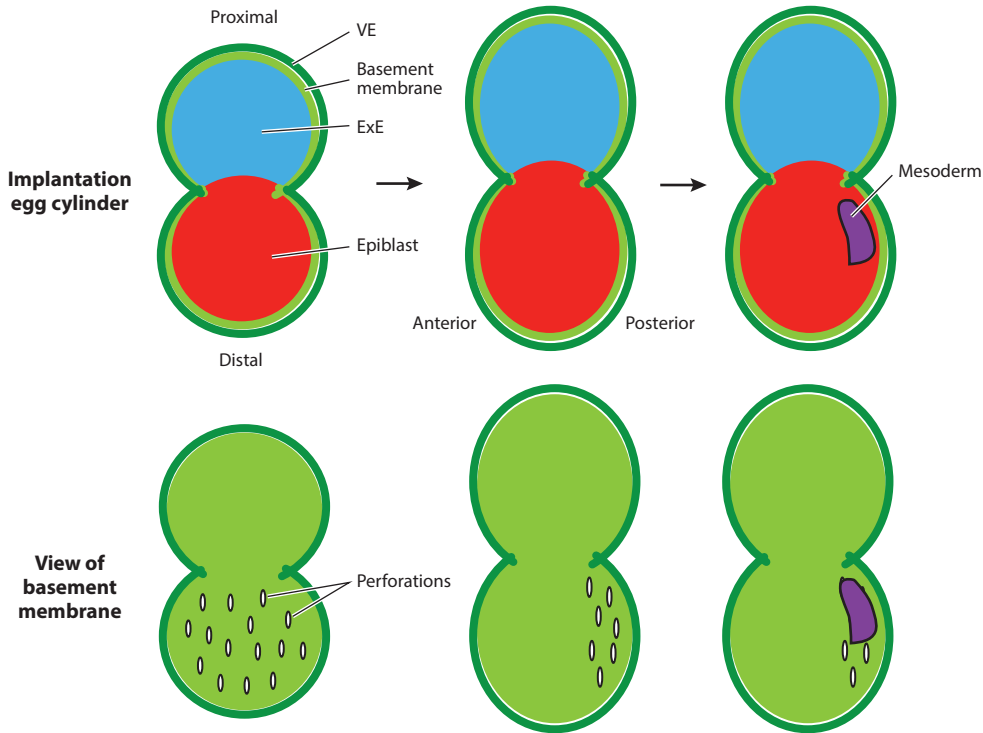 Proximal
VE
Basement
membrane
ExE
Mesoderm
Implantation
egg cylinder
Epiblast
Anterior
Posterior
Distal
View of
basement
membrane
Perforations